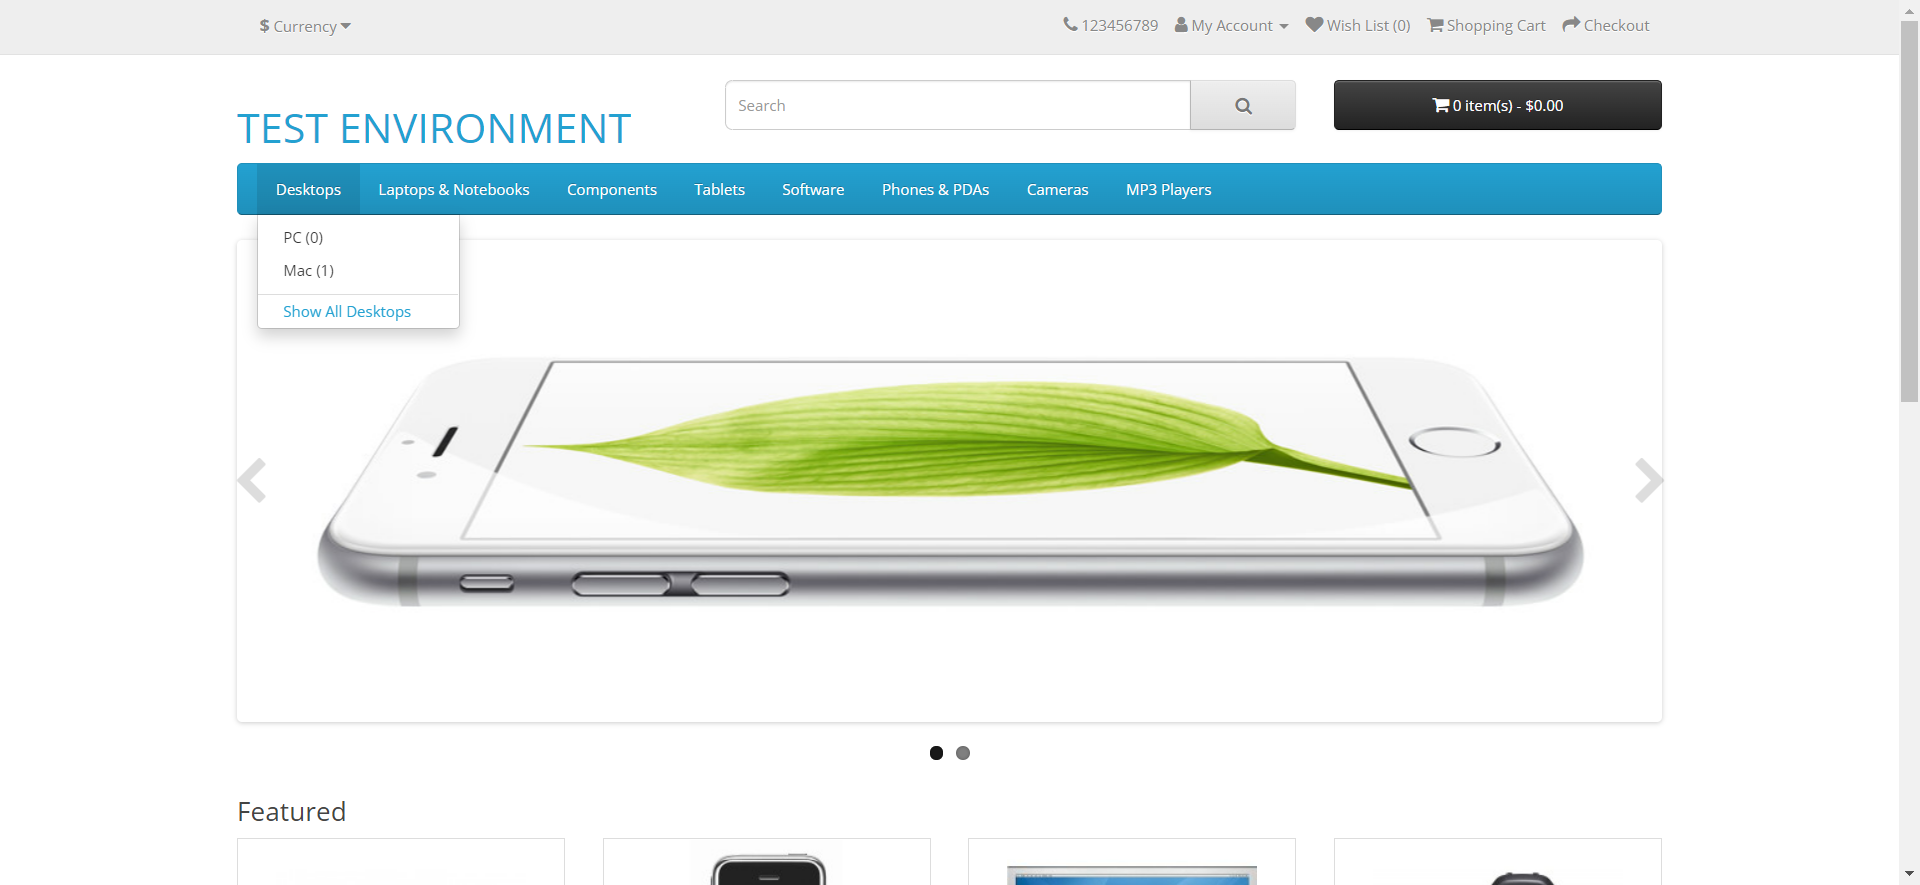 $ Currency
123456789 My Account Wish List (0) Shopping Cart Checkout
TEST ENVIRONMENT
Search
0 item(s) - $0.00
Desktops Laptops & Notebooks Components Tablets Software Phones & PDAs Cameras MP3 Players
PC (0)
Mac (1)
Show All Desktops
Featured